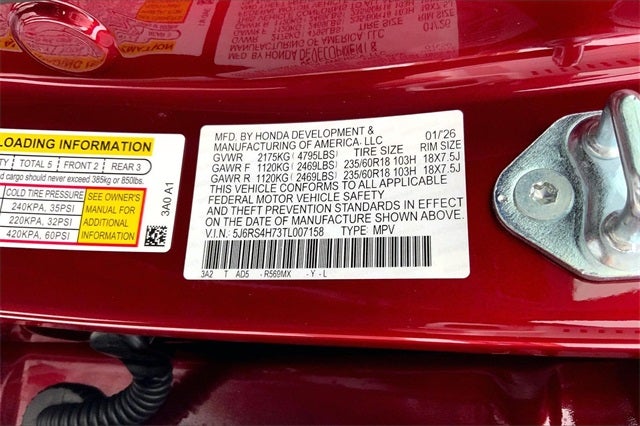 MFD. BY HONDA DEVELOPMENT &
MANUFACTURING OF AMERICA, LLC 01/26
GVWR 2175KG (4795LBS) TIRE SIZE RIM SIZE
GAWR F 1120KG (2469LBS) 235/60R18 103H 18X7.5J
GAWR R 1120KG (2469LBS) 235/60R18 103H 18X7.5J
THIS VEHICLE CONFORMS TO ALL APPLICABLE
FEDERAL MOTOR VEHICLE SAFETY
AND THEFT PREVENTION STANDARDS IN EFFECT
ON THE DATE OF MANUFACTURE SHOWN ABOVE.
V.I.N.: 5J6RS4H73TL007158 TYPE: MPV
3A2 T AD5 - R569MX - Y - L
LOADING INFORMATION
TOTAL 5 FRONT 2 REAR 3
cargo should never exceed 385kg or 850lbs.
COLD TIRE PRESSURE
240KPA, 35PSI
220KPA, 32PSI
420KPA, 60PSI
SEE OWNER'S
MANUAL FOR
ADDITIONAL
INFORMATION
3A0 A1